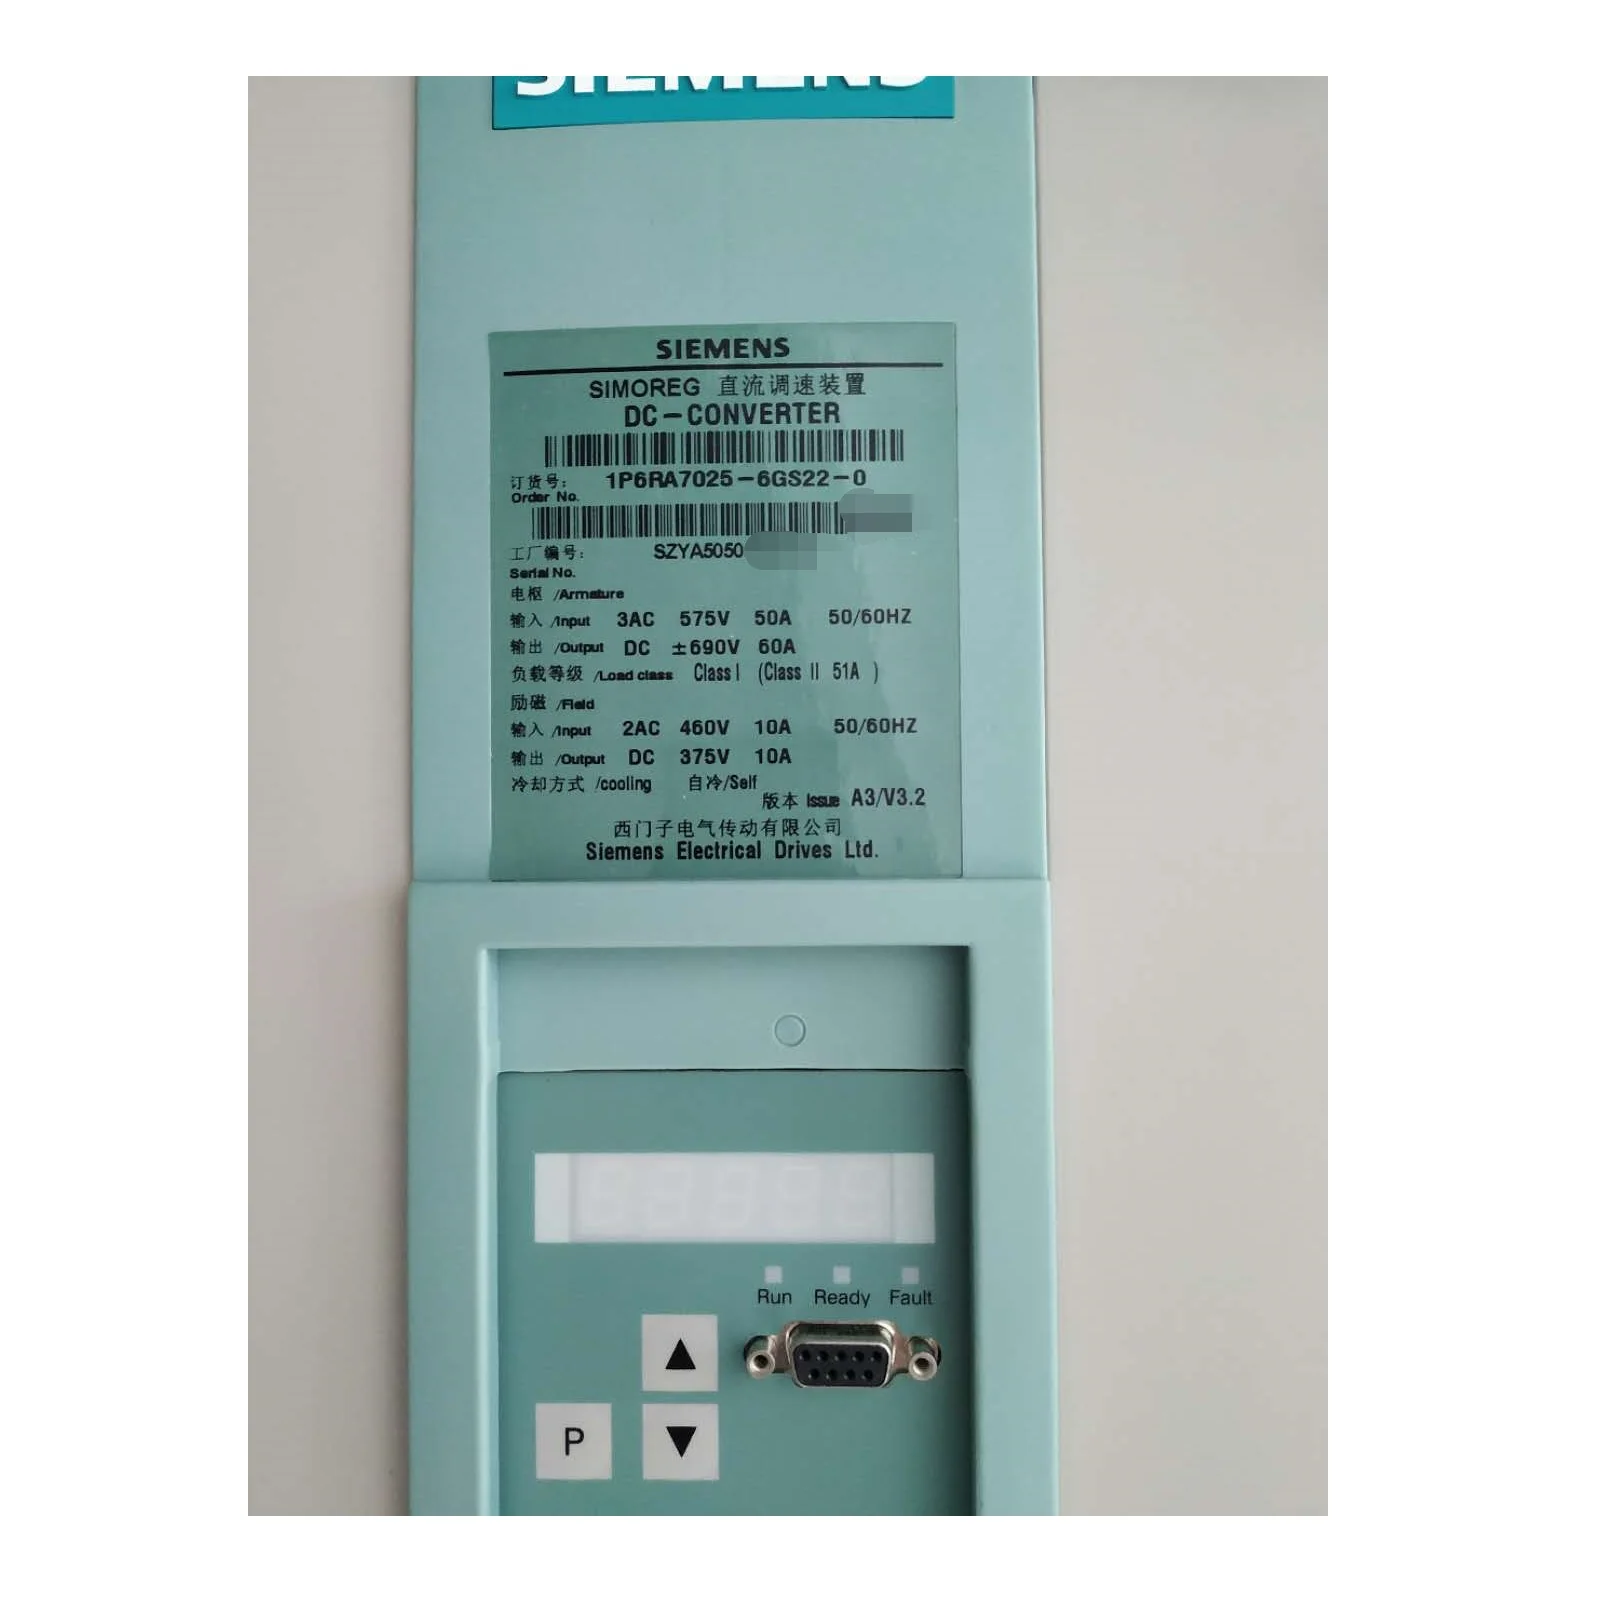 SIEMENS
SIEMENS
SIMOREG 直流调速装置
DC-CONVERTER
订货号: 1P6RA7025-6GS22-0
Order No.
工厂编号: SZYA5050
Serial No.
电枢 /Armature
输入 /Input 3AC 575V 50A 50/60HZ
输出 /Output DC ±690V 60A
负载等级 /Load class Class I (Class II 51A )
励磁 /Field
输入 /Input 2AC 460V 10A 50/60HZ
输出 /Output DC 375V 10A
冷却方式 /cooling 自冷/Self
版本 Issue A3/V3.2
西门子电气传动有限公司
Siemens Electrical Drives Ltd.
Run Ready Fault
P